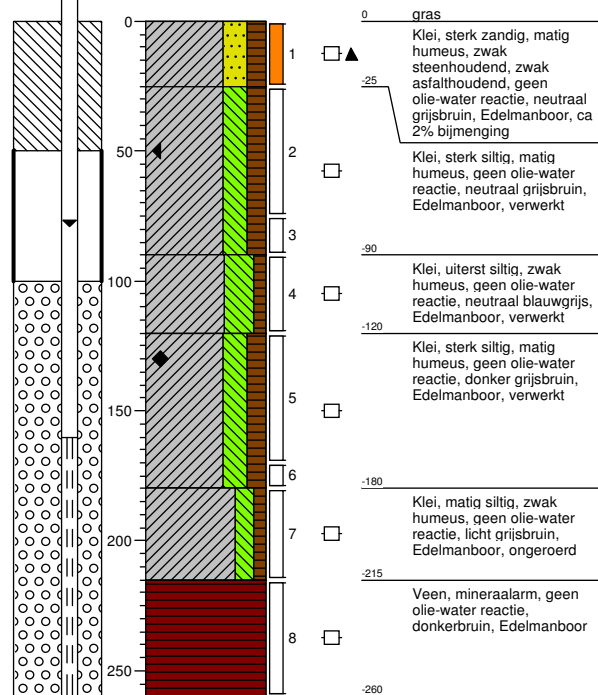 0
50
100
150
200
250
1
2
3
4
5
6
7
8
0
gras
Klei, sterk zandig, matig
humeus, zwak
steenhoudend, zwak
asfalthoudend, geen
olie-water reactie, neutraal
grijsbruin, Edelmanboor, ca
2% bijmenging
-25
Klei, sterk siltig, matig
humeus, geen olie-water
reactie, neutraal grijsbruin,
Edelmanboor, verwerkt
-90
Klei, uiterst siltig, zwak
humeus, geen olie-water
reactie, neutraal blauwgrijs,
Edelmanboor, verwerkt
-120
Klei, sterk siltig, matig
humeus, geen olie-water
reactie, donker grijsbruin,
Edelmanboor, verwerkt
-180
Klei, matig siltig, zwak
humeus, geen olie-water
reactie, licht grijsbruin,
Edelmanboor, ongeroerd
-215
Veen, mineraalarm, geen
olie-water reactie,
donkerbruin, Edelmanboor
-260